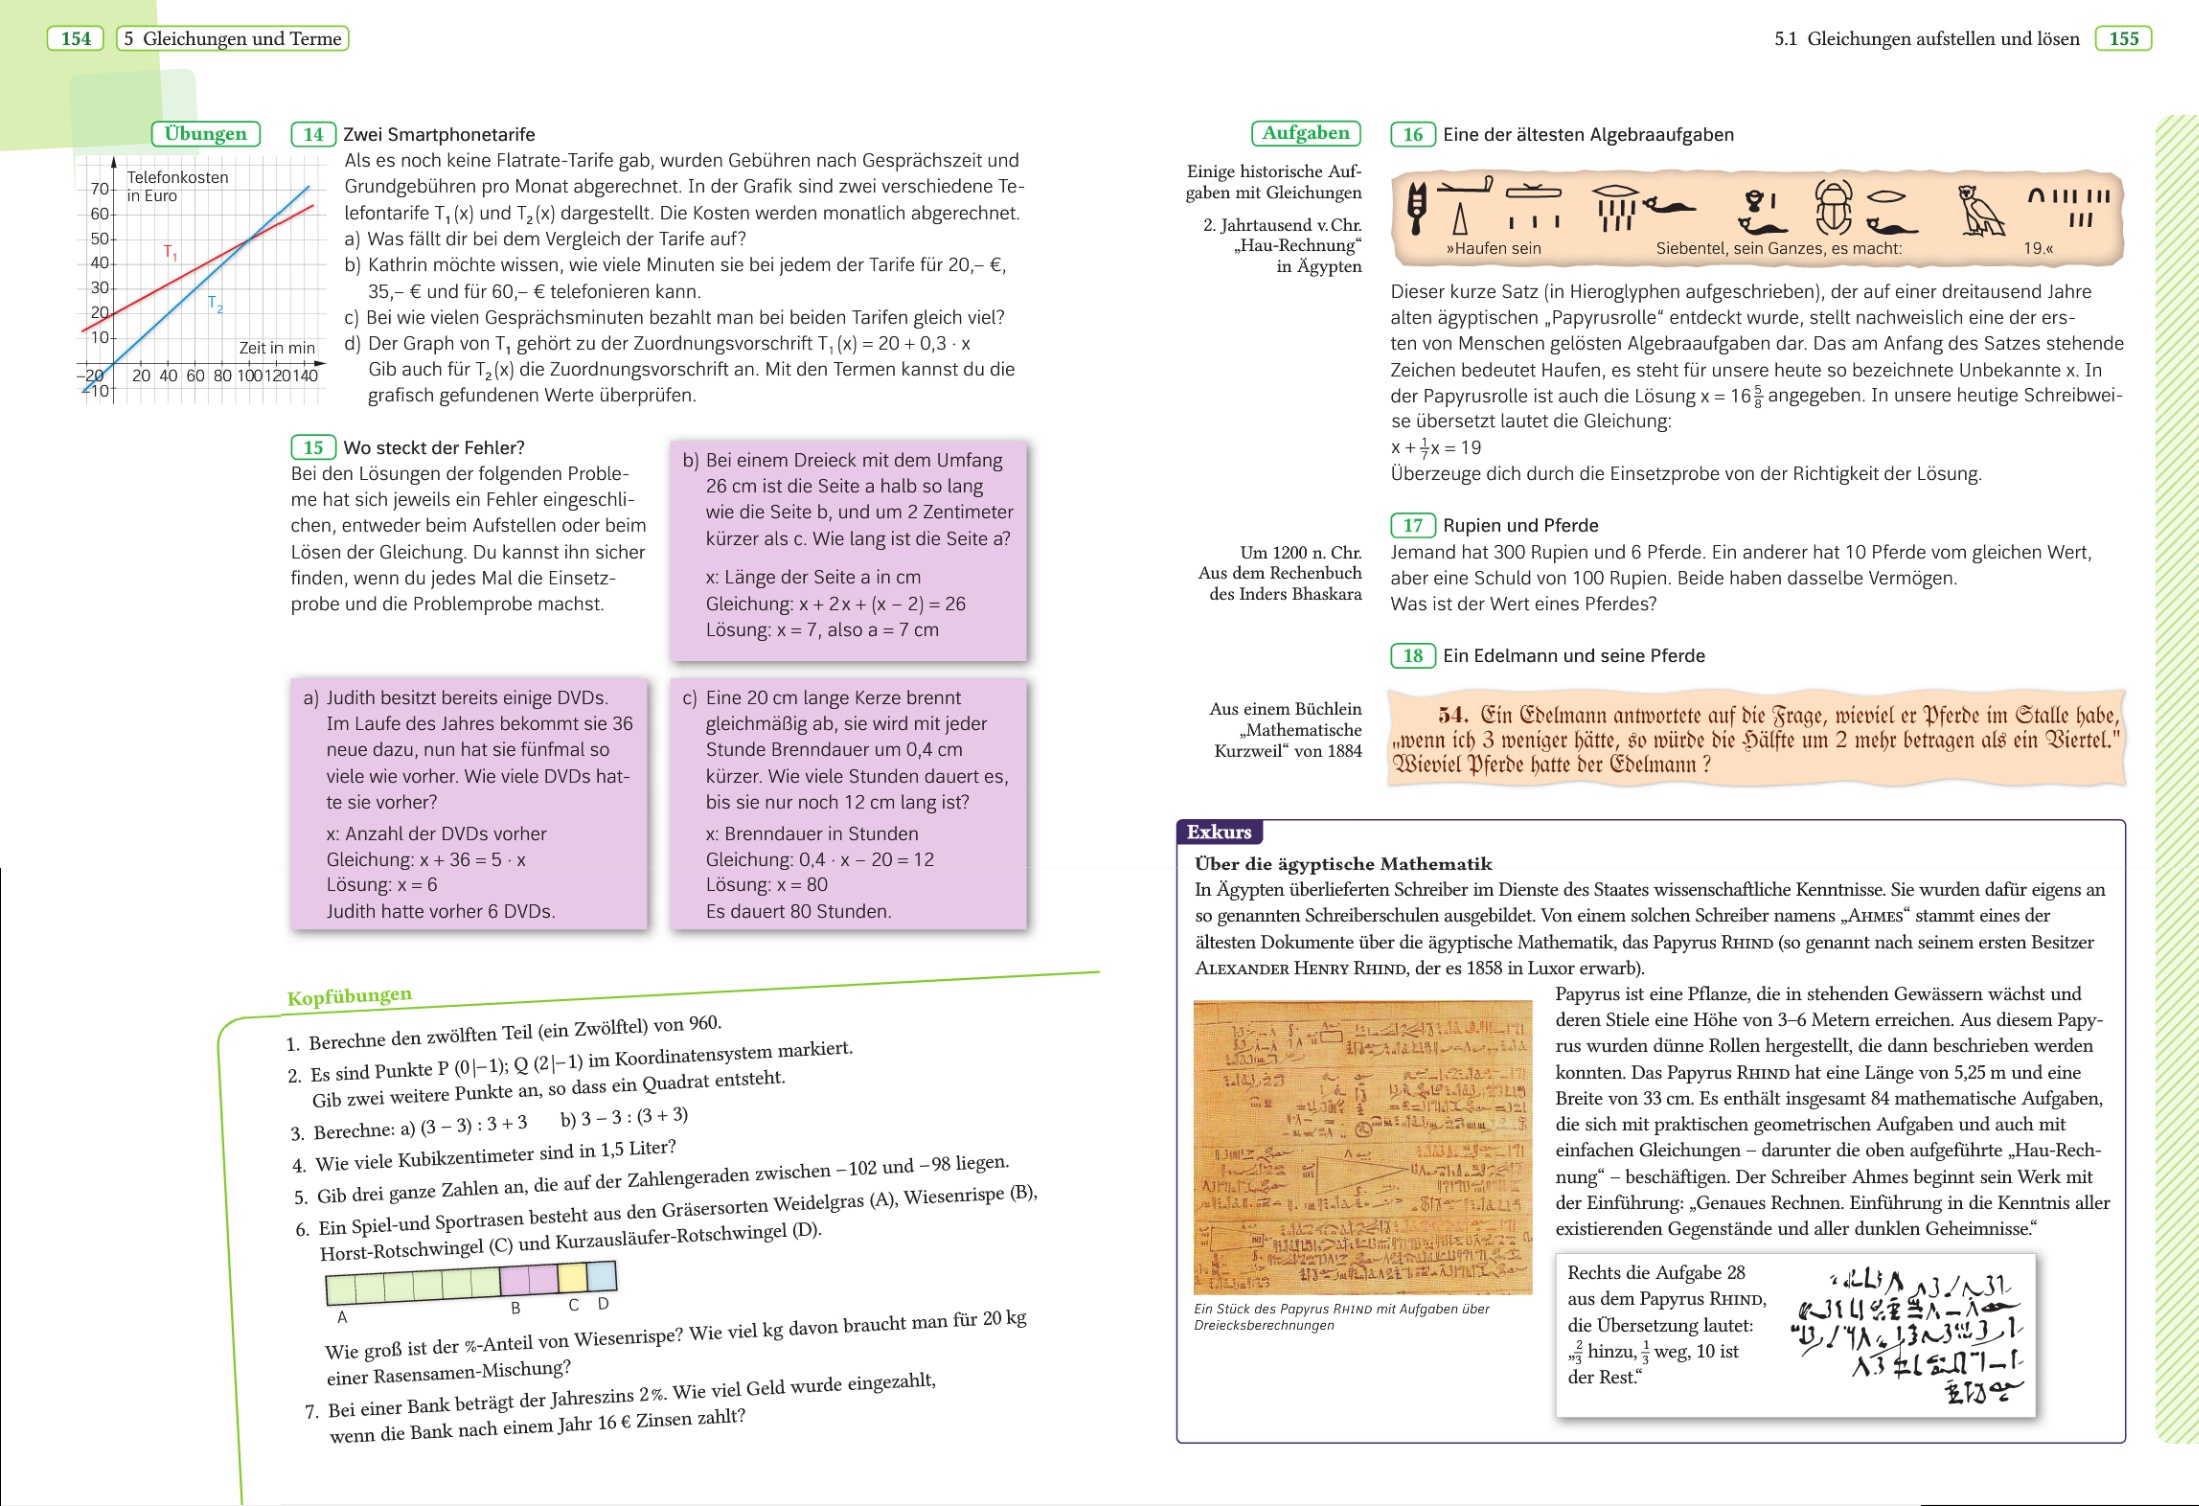 154 5 Gleichungen und Terme
Übungen
Telefonkosten
in Euro
70
60
50
40
30
20
10
–10
T₁
T₂
Zeit in min
–20 20 40 60 80 100 120 140
14 Zwei Smartphonetarife
Als es noch keine Flatrate-Tarife gab, wurden Gebühren nach Gesprächszeit und
Grundgebühren pro Monat abgerechnet. In der Grafik sind zwei verschiedene Te-
lefontarife T₁(x) und T₂(x) dargestellt. Die Kosten werden monatlich abgerechnet.
a) Was fällt dir bei dem Vergleich der Tarife auf?
b) Kathrin möchte wissen, wie viele Minuten sie bei jedem der Tarife für 20,– €,
35,– € und für 60,– € telefonieren kann.
c) Bei wie vielen Gesprächsminuten bezahlt man bei beiden Tarifen gleich viel?
d) Der Graph von T₁ gehört zu der Zuordnungsvorschrift T₁(x) = 20 + 0,3 · x
Gib auch für T₂(x) die Zuordnungsvorschrift an. Mit den Termen kannst du die
grafisch gefundenen Werte überprüfen.
15 Wo steckt der Fehler?
Bei den Lösungen der folgenden Proble-
me hat sich jeweils ein Fehler eingeschli-
chen, entweder beim Aufstellen oder beim
Lösen der Gleichung. Du kannst ihn sicher
finden, wenn du jedes Mal die Einsetz-
probe und die Problemprobe machst.
a) Judith besitzt bereits einige DVDs.
Im Laufe des Jahres bekommt sie 36
neue dazu, nun hat sie fünfmal so
viele wie vorher. Wie viele DVDs hat-
te sie vorher?
x: Anzahl der DVDs vorher
Gleichung: x + 36 = 5 · x
Lösung: x = 6
Judith hatte vorher 6 DVDs.
b) Bei einem Dreieck mit dem Umfang
26 cm ist die Seite a halb so lang
wie die Seite b, und um 2 Zentimeter
kürzer als c. Wie lang ist die Seite a?
x: Länge der Seite a in cm
Gleichung: x + 2x + (x – 2) = 26
Lösung: x = 7, also a = 7 cm
c) Eine 20 cm lange Kerze brennt
gleichmäßig ab, sie wird mit jeder
Stunde Brenndauer um 0,4 cm
kürzer. Wie viele Stunden dauert es,
bis sie nur noch 12 cm lang ist?
x: Brenndauer in Stunden
Gleichung: 0,4 · x – 20 = 12
Lösung: x = 80
Es dauert 80 Stunden.
Kopfübungen
1. Berechne den zwölften Teil (ein Zwölftel) von 960.
2. Es sind Punkte P (0|–1); Q (2|–1) im Koordinatensystem markiert.
Gib zwei weitere Punkte an, so dass ein Quadrat entsteht.
3. Berechne: a) (3 – 3) : 3 + 3 b) 3 – 3 : (3 + 3)
4. Wie viele Kubikzentimeter sind in 1,5 Liter?
5. Gib drei ganze Zahlen an, die auf der Zahlengeraden zwischen –102 und –98 liegen.
6. Ein Spiel-und Sportrasen besteht aus den Gräsersorten Weidelgras (A), Wiesenrispe (B),
Horst-Rotschwingel (C) und Kurzausläufer-Rotschwingel (D).
A B C D
Wie groß ist der %-Anteil von Wiesenrispe? Wie viel kg davon braucht man für 20 kg
einer Rasensamen-Mischung?
7. Bei einer Bank beträgt der Jahreszins 2 %. Wie viel Geld wurde eingezahlt,
wenn die Bank nach einem Jahr 16 € Zinsen zahlt?
5.1 Gleichungen aufstellen und lösen 155
Aufgaben
Einige historische Auf-
gaben mit Gleichungen
2. Jahrtausend v. Chr.
„Hau-Rechnung“
in Ägypten
16 Eine der ältesten Algebraaufgaben
»Haufen sein Siebentel, sein Ganzes, es macht: 19.«
Dieser kurze Satz (in Hieroglyphen aufgeschrieben), der auf einer dreitausend Jahre
alten ägyptischen „Papyrusrolle“ entdeckt wurde, stellt nachweislich eine der ers-
ten von Menschen gelösten Algebraaufgaben dar. Das am Anfang des Satzes stehende
Zeichen bedeutet Haufen, es steht für unsere heute so bezeichnete Unbekannte x. In
der Papyrusrolle ist auch die Lösung x = 16 5/8 angegeben. In unsere heutige Schreibwei-
se übersetzt lautet die Gleichung:
x + 1/7 x = 19
Überzeuge dich durch die Einsetzprobe von der Richtigkeit der Lösung.
Um 1200 n. Chr.
Aus dem Rechenbuch
des Inders Bhaskara
17 Rupien und Pferde
Jemand hat 300 Rupien und 6 Pferde. Ein anderer hat 10 Pferde vom gleichen Wert,
aber eine Schuld von 100 Rupien. Beide haben dasselbe Vermögen.
Was ist der Wert eines Pferdes?
18 Ein Edelmann und seine Pferde
Aus einem Büchlein
„Mathematische
Kurzweil“ von 1884
54. Ein Edelmann antwortete auf die Frage, wieviel er Pferde im Stalle habe,
„wenn ich 3 weniger hätte, so würde die Hälfte um 2 mehr betragen als ein Viertel."
Wieviel Pferde hatte der Edelmann?
Exkurs
Über die ägyptische Mathematik
In Ägypten überlieferten Schreiber im Dienste des Staates wissenschaftliche Kenntnisse. Sie wurden dafür eigens an
so genannten Schreiberschulen ausgebildet. Von einem solchen Schreiber namens „AHMES“ stammt eines der
ältesten Dokumente über die ägyptische Mathematik, das Papyrus RHIND (so genannt nach seinem ersten Besitzer
ALEXANDER HENRY RHIND, der es 1858 in Luxor erwarb).
Papyrus ist eine Pflanze, die in stehenden Gewässern wächst und
deren Stiele eine Höhe von 3–6 Metern erreichen. Aus diesem Papy-
rus wurden dünne Rollen hergestellt, die dann beschrieben werden
konnten. Das Papyrus RHIND hat eine Länge von 5,25 m und eine
Breite von 33 cm. Es enthält insgesamt 84 mathematische Aufgaben,
die sich mit praktischen geometrischen Aufgaben und auch mit
einfachen Gleichungen – darunter die oben aufgeführte „Hau-Rech-
nung“ – beschäftigen. Der Schreiber Ahmes beginnt sein Werk mit
der Einführung: „Genaues Rechnen. Einführung in die Kenntnis aller
existierenden Gegenstände und aller dunklen Geheimnisse.“
Ein Stück des Papyrus RHIND mit Aufgaben über
Dreiecksberechnungen
Rechts die Aufgabe 28
aus dem Papyrus RHIND,
die Übersetzung lautet:
„2/3 hinzu, 1/3 weg, 10 ist
der Rest.“